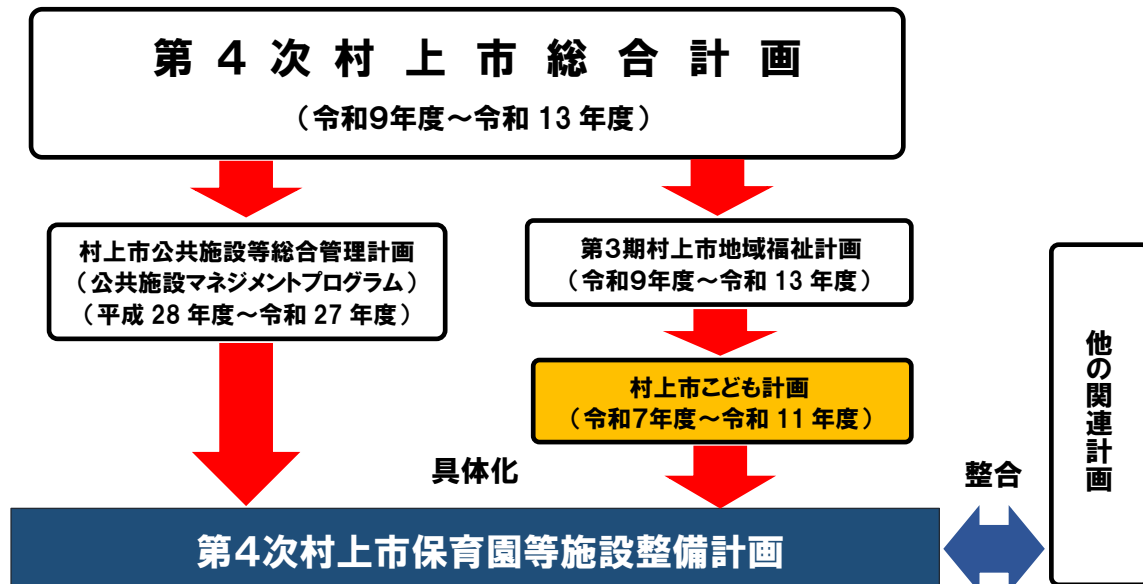 第４次村上市総合計画
（令和９年度～令和 13 年度）
村上市公共施設等総合管理計画
（公共施設マネジメントプログラム）
（平成 28 年度～令和 27 年度）
第３期村上市地域福祉計画
（令和９年度～令和 13 年度）
村上市こども計画
（令和７年度～令和 11 年度）
具体化
整合
他の関連計画
第４次村上市保育園等施設整備計画